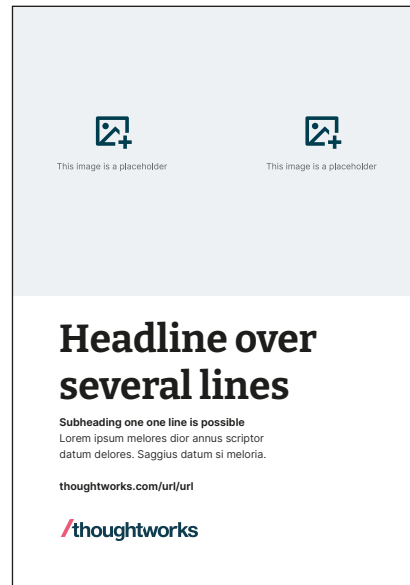 This image is a placeholder
This image is a placeholder
Headline over
several lines
Subheading one one line is possible
Lorem ipsum melores dior annus scriptor
datum delores. Saggius datum si meloria.
thoughtworks.com/url/url
/thoughtworks